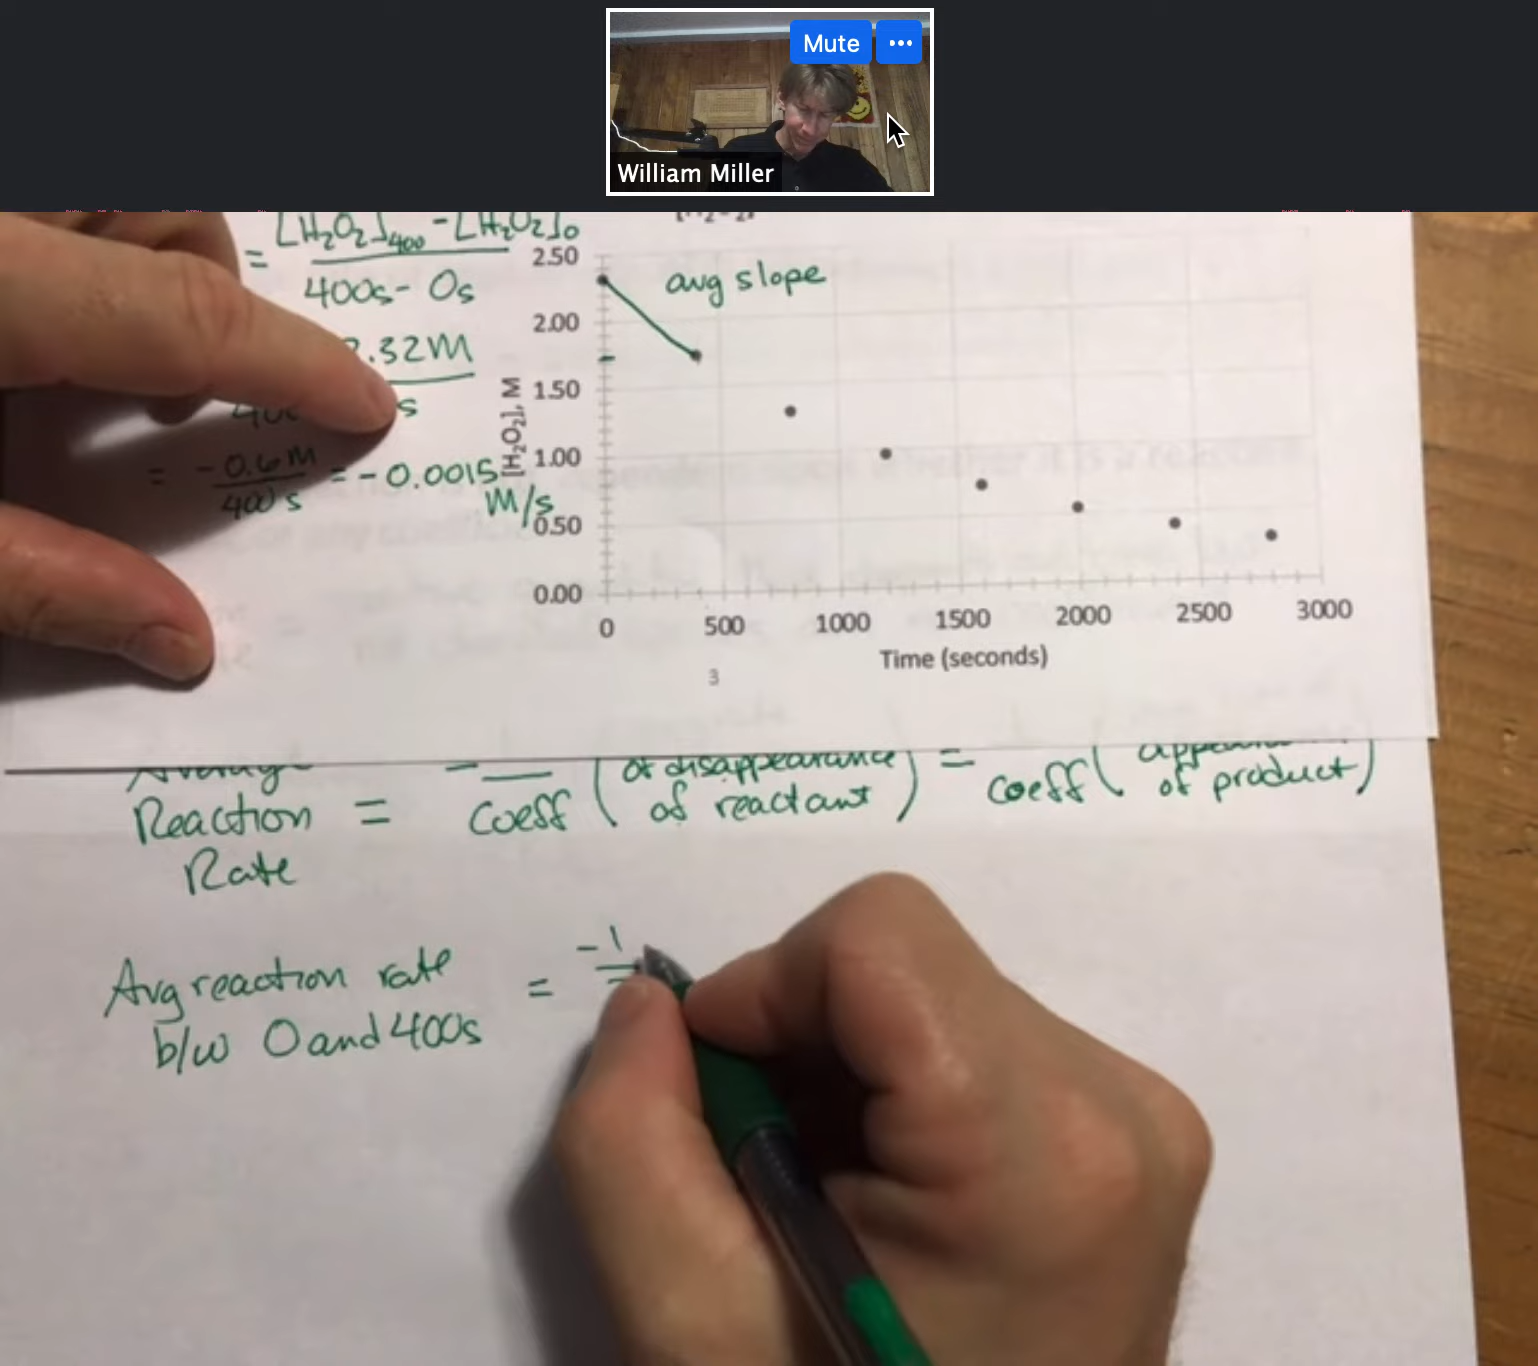 Mute
William Miller
= [H₂O₂]₄₀₀ - [H₂O₂]₀
400s - 0s
.32M
s
= -0.6M = -0.0015
400s M/s
avg slope
[H₂O₂], M
2.50
2.00
1.50
1.00
0.50
0.00
0 500 1000 1500 2000 2500 3000
Time (seconds)
3
Average
Reaction = - coeff ( of disappearance of reactant ) = coeff ( of product )
Rate
Avg reaction rate = -1
b/w 0 and 400s